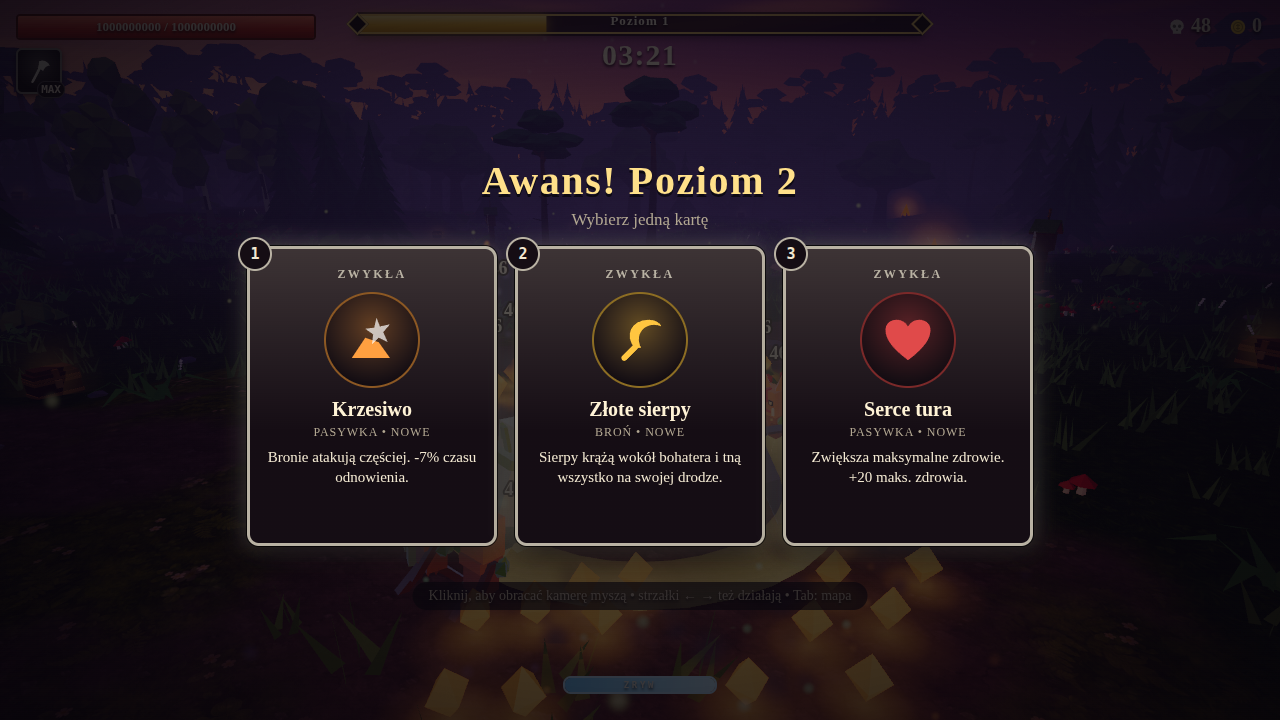 1000000000 / 1000000000
Poziom 1
48
0
03:21
MAX
Awans! Poziom 2
Wybierz jedną kartę
1
ZWYKŁA
Krzesiwo
PASYWKA • NOWE
Bronie atakują częściej. -7% czasu
odnowienia.
2
ZWYKŁA
Złote sierpy
BROŃ • NOWE
Sierpy krążą wokół bohatera i tną
wszystko na swojej drodze.
3
ZWYKŁA
Serce tura
PASYWKA • NOWE
Zwiększa maksymalne zdrowie.
+20 maks. zdrowia.
Kliknij, aby obracać kamerę myszą • strzałki ← → też działają • Tab: mapa